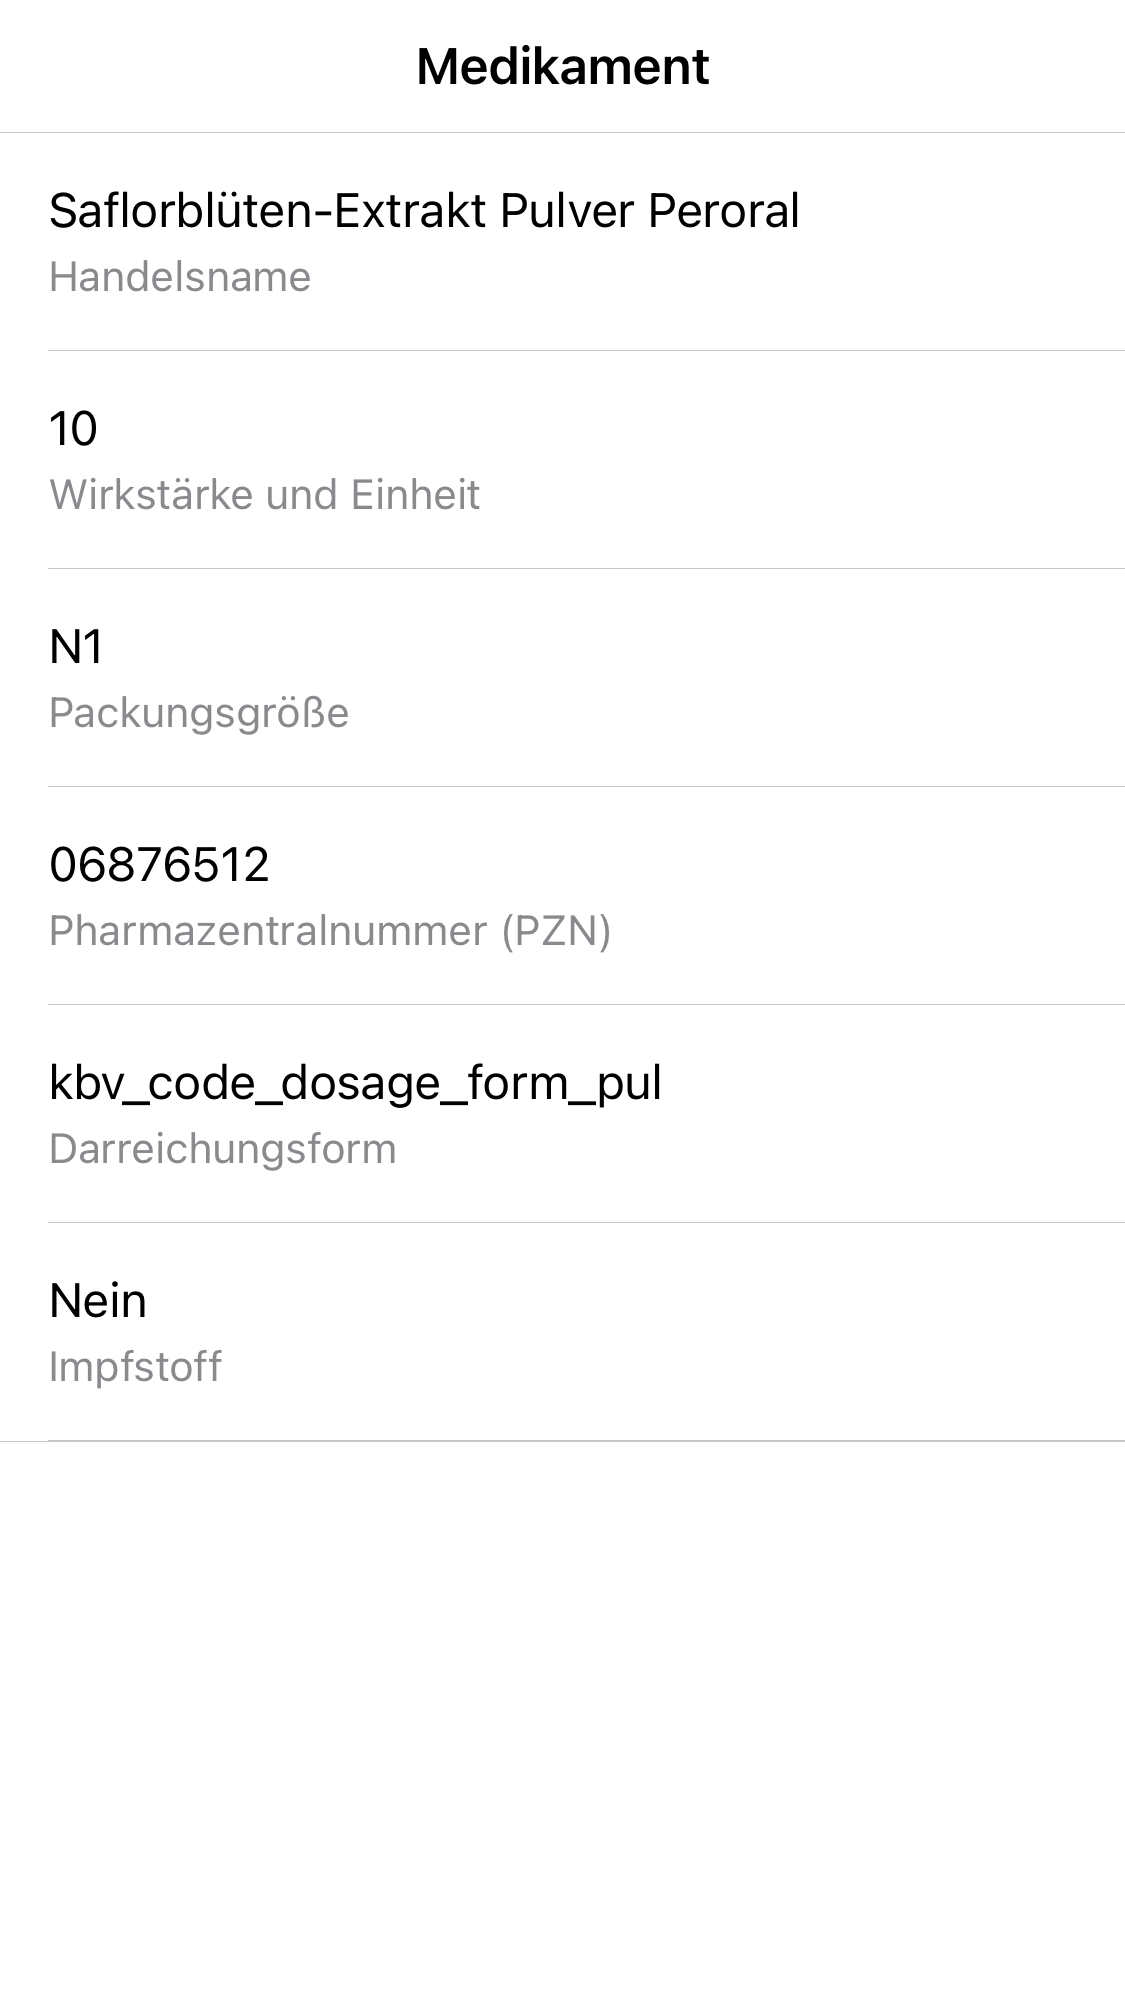 Medikament
Saflorblüten-Extrakt Pulver Peroral
Handelsname
10
Wirkstärke und Einheit
N1
Packungsgröße
06876512
Pharmazentralnummer (PZN)
kbv_code_dosage_form_pul
Darreichungsform
Nein
Impfstoff